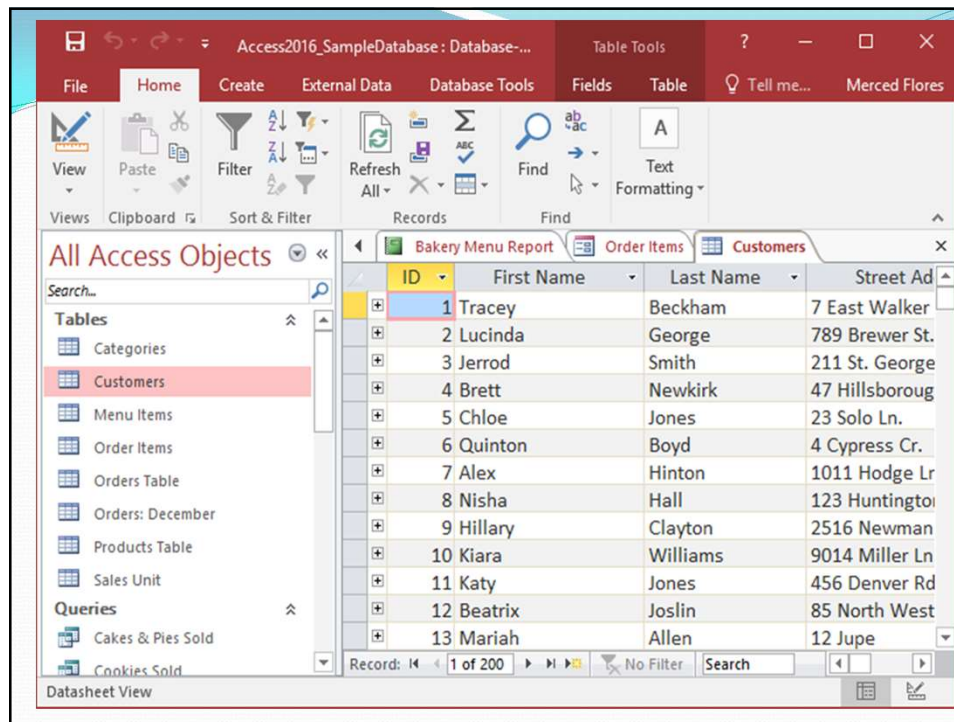 Access2016_SampleDatabase : Database-... Table Tools ?
File Home Create External Data Database Tools Fields Table Tell me... Merced Flores
View Paste Filter Refresh All Find Text Formatting
ABC ab ac A
Views Clipboard Sort & Filter Records Find
All Access Objects «
Search...
Tables
Categories
Customers
Menu Items
Order Items
Orders Table
Orders: December
Products Table
Sales Unit
Queries
Cakes & Pies Sold
Cookies Sold
Bakery Menu Report Order Items Customers
ID First Name Last Name Street Ad
1 Tracey Beckham 7 East Walker
2 Lucinda George 789 Brewer St.
3 Jerrod Smith 211 St. George
4 Brett Newkirk 47 Hillsboroug
5 Chloe Jones 23 Solo Ln.
6 Quinton Boyd 4 Cypress Cr.
7 Alex Hinton 1011 Hodge Ln
8 Nisha Hall 123 Huntington
9 Hillary Clayton 2516 Newman
10 Kiara Williams 9014 Miller Ln
11 Katy Jones 456 Denver Rd
12 Beatrix Joslin 85 North West
13 Mariah Allen 12 Jupe
Record: 1 of 200 No Filter Search
Datasheet View